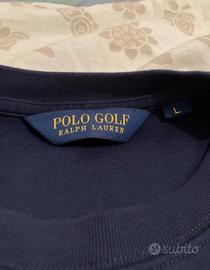 POLO GOLF
RALPH LAUREN
L
subito